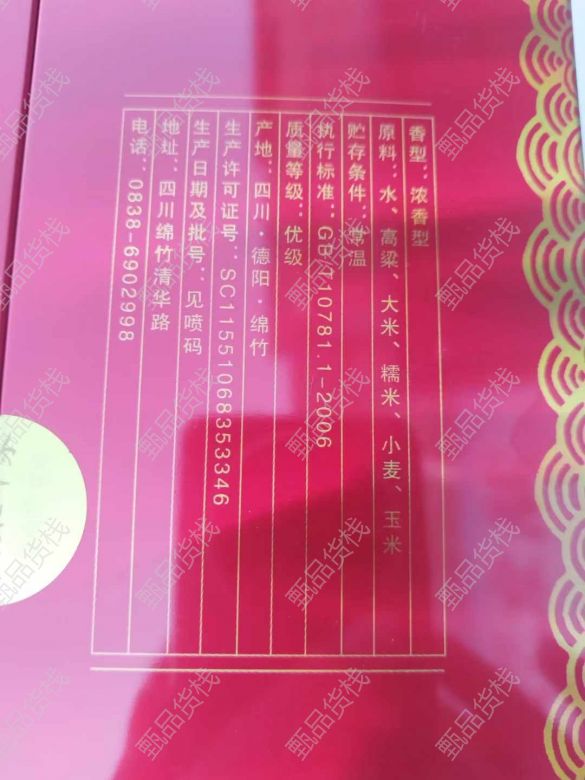 香型：浓香型
原料：水、高粱、大米、糯米、小麦、玉米
贮存条件：常温
执行标准：GB/T10781.1-2006
质量等级：优级
产地：四川·德阳·绵竹
生产许可证号：SC11551068353346
生产日期及批号：见喷码
地址：四川绵竹清华路
电话：0838-6902998
甄品货栈